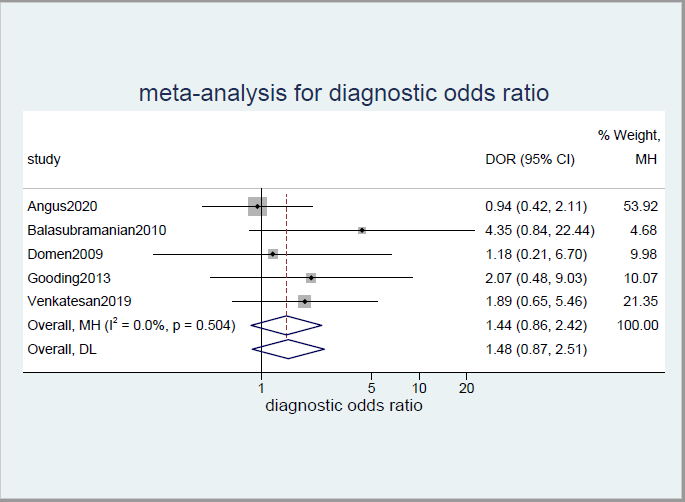 meta-analysis for diagnostic odds ratio
% Weight,
study DOR (95% CI) MH
Angus2020 0.94 (0.42, 2.11) 53.92
Balasubramanian2010 4.35 (0.84, 22.44) 4.68
Domen2009 1.18 (0.21, 6.70) 9.98
Gooding2013 2.07 (0.48, 9.03) 10.07
Venkatesan2019 1.89 (0.65, 5.46) 21.35
Overall, MH (I² = 0.0%, p = 0.504) 1.44 (0.86, 2.42) 100.00
Overall, DL 1.48 (0.87, 2.51)
1 5 10 20
diagnostic odds ratio